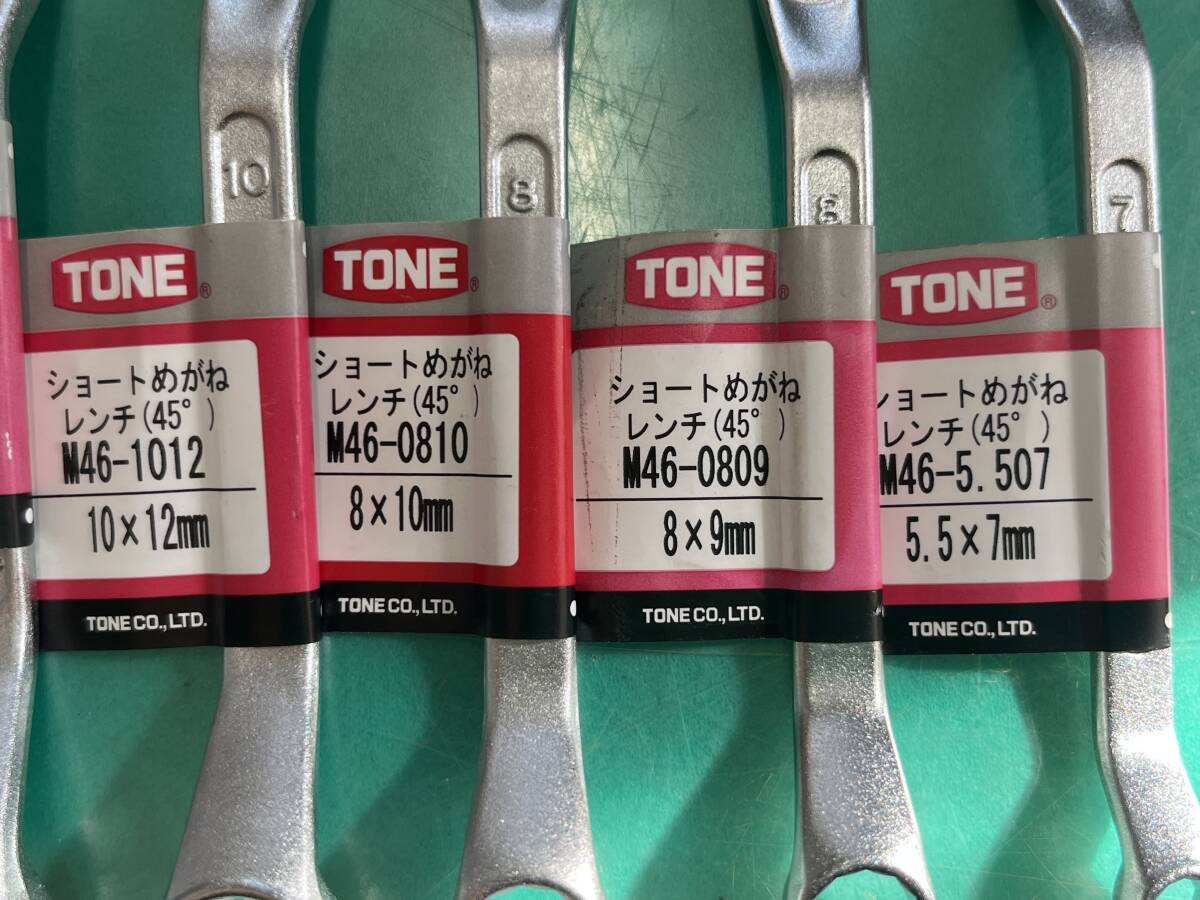 10
TONE®
ショートめがね
レンチ(45°)
M46-1012
10×12mm
TONE CO.,LTD.
8
TONE®
ショートめがね
レンチ(45°)
M46-0810
8×10mm
TONE CO.,LTD.
8
TONE®
ショートめがね
レンチ(45°)
M46-0809
8×9mm
TONE CO.,LTD.
7
TONE®
ショートめがね
レンチ(45°)
M46-5.507
5.5×7mm
TONE CO.,LTD.